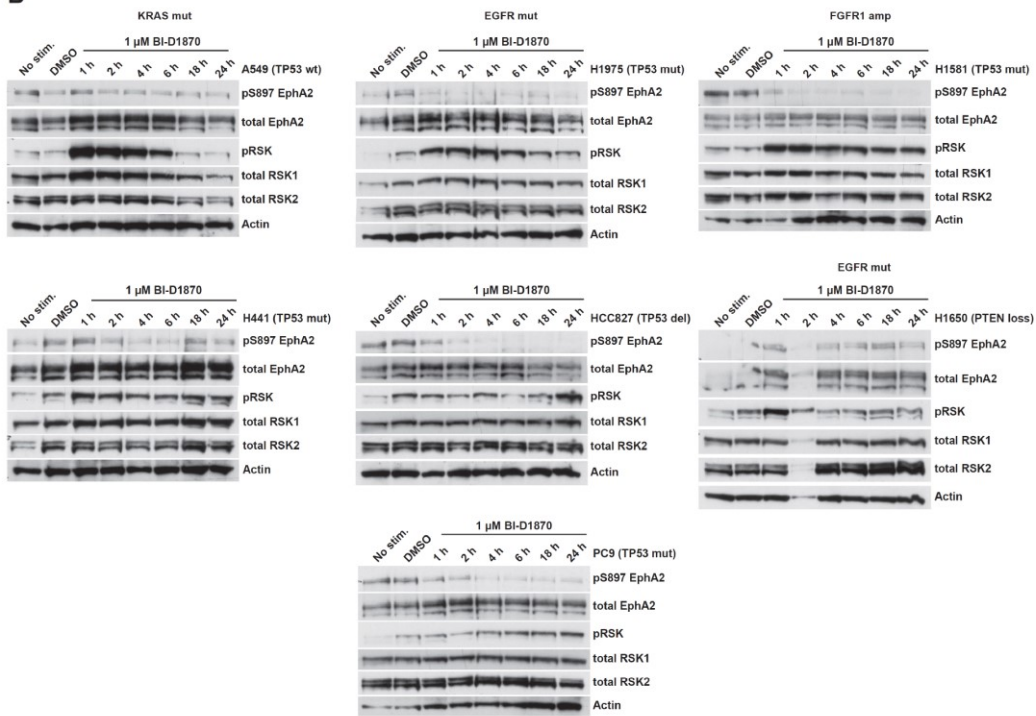 KRAS mut
1 µM BI-D1870
No stim. DMSO 1 h 2 h 4 h 6 h 18 h 24 h
A549 (TP53 wt)
pS897 EphA2
total EphA2
pRSK
total RSK1
total RSK2
Actin
EGFR mut
1 µM BI-D1870
No stim. DMSO 1 h 2 h 4 h 6 h 18 h 24 h
H1975 (TP53 mut)
pS897 EphA2
total EphA2
pRSK
total RSK1
total RSK2
Actin
FGFR1 amp
1 µM BI-D1870
No stim. DMSO 1 h 2 h 4 h 6 h 18 h 24 h
H1581 (TP53 mut)
pS897 EphA2
total EphA2
pRSK
total RSK1
total RSK2
Actin
1 µM BI-D1870
No stim. DMSO 1 h 2 h 4 h 6 h 18 h 24 h
H441 (TP53 mut)
pS897 EphA2
total EphA2
pRSK
total RSK1
total RSK2
Actin
1 µM BI-D1870
No stim. DMSO 1 h 2 h 4 h 6 h 18 h 24 h
HCC827 (TP53 del)
pS897 EphA2
total EphA2
pRSK
total RSK1
total RSK2
Actin
EGFR mut
1 µM BI-D1870
No stim. DMSO 1 h 2 h 4 h 6 h 18 h 24 h
H1650 (PTEN loss)
pS897 EphA2
total EphA2
pRSK
total RSK1
total RSK2
Actin
1 µM BI-D1870
No stim. DMSO 1 h 2 h 4 h 6 h 18 h 24 h
PC9 (TP53 mut)
pS897 EphA2
total EphA2
pRSK
total RSK1
total RSK2
Actin